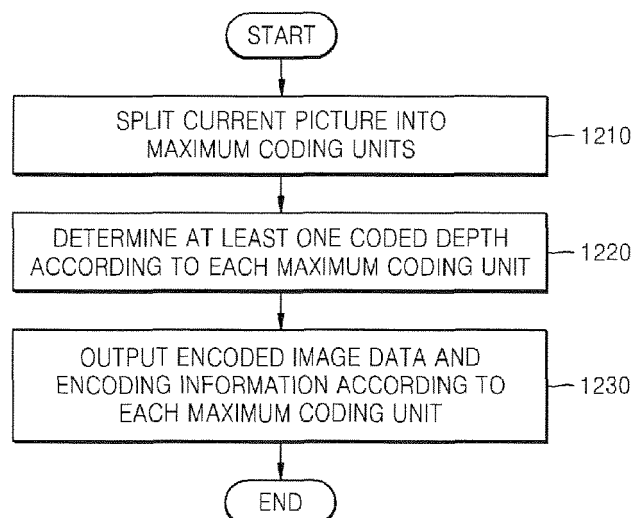 START
SPLIT CURRENT PICTURE INTO
MAXIMUM CODING UNITS
1210
DETERMINE AT LEAST ONE CODED DEPTH
ACCORDING TO EACH MAXIMUM CODING UNIT
1220
OUTPUT ENCODED IMAGE DATA AND
ENCODING INFORMATION ACCORDING TO
EACH MAXIMUM CODING UNIT
1230
END